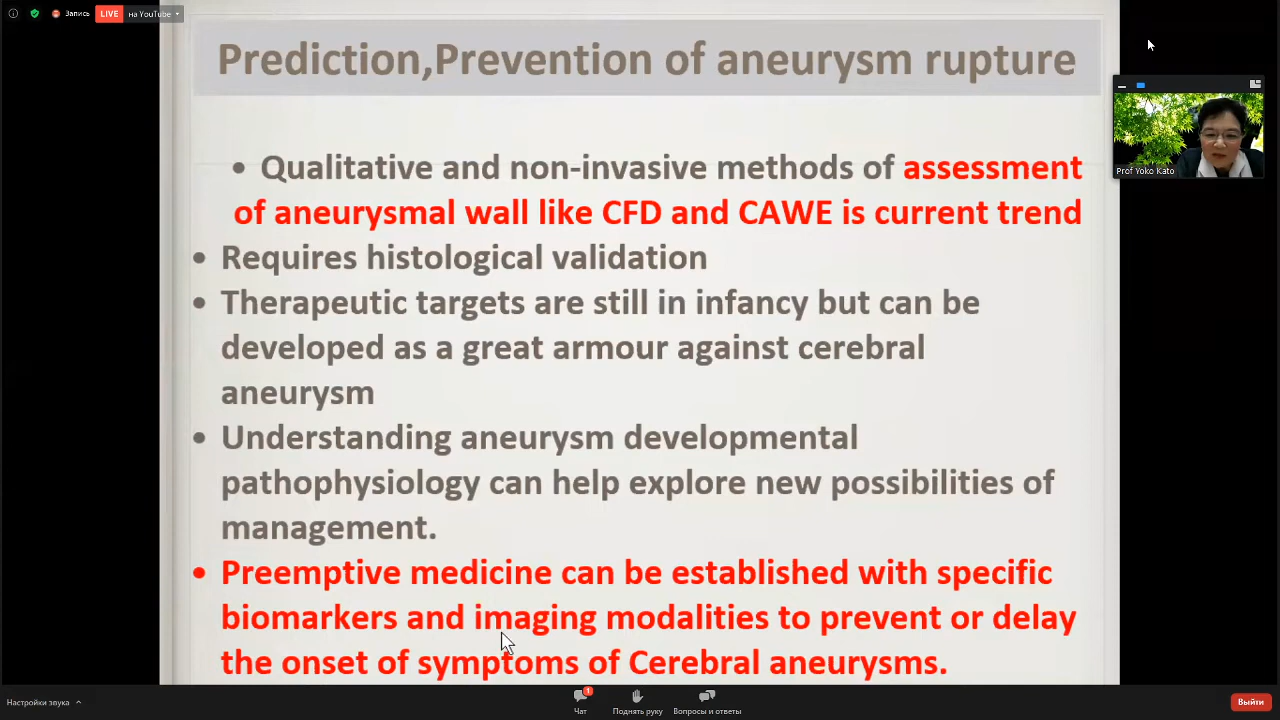 Запись
LIVE
на YouTube
Prediction,Prevention of aneurysm rupture
Prof Yoko Kato
• Qualitative and non-invasive methods of assessment
of aneurysmal wall like CFD and CAWE is current trend
• Requires histological validation
• Therapeutic targets are still in infancy but can be
developed as a great armour against cerebral
aneurysm
• Understanding aneurysm developmental
pathophysiology can help explore new possibilities of
management.
• Preemptive medicine can be established with specific
biomarkers and imaging modalities to prevent or delay
the onset of symptoms of Cerebral aneurysms.
Настройки звука
1
Чат
Поднять руку
Вопросы и ответы
Выйти